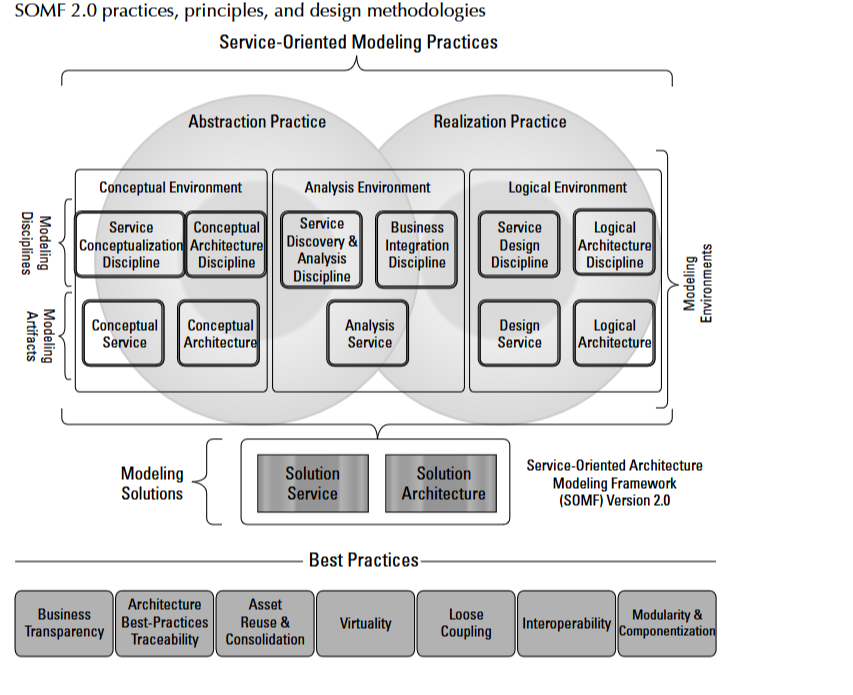 SOMF 2.0 practices, principles, and design methodologies
Service-Oriented Modeling Practices
Abstraction Practice
Realization Practice
Conceptual Environment
Analysis Environment
Logical Environment
Modeling
Disciplines
Service
Conceptualization
Discipline
Conceptual
Architecture
Discipline
Service
Discovery &
Analysis
Discipline
Business
Integration
Discipline
Service
Design
Discipline
Logical
Architecture
Discipline
Modeling
Environments
Modeling
Artifacts
Conceptual
Service
Conceptual
Architecture
Analysis
Service
Design
Service
Logical
Architecture
Modeling
Solutions
Solution
Service
Solution
Architecture
Service-Oriented Architecture
Modeling Framework
(SOMF) Version 2.0
Best Practices
Business
Transparency
Architecture
Best-Practices
Traceability
Asset
Reuse &
Consolidation
Virtuality
Loose
Coupling
Interoperability
Modularity &
Componentization